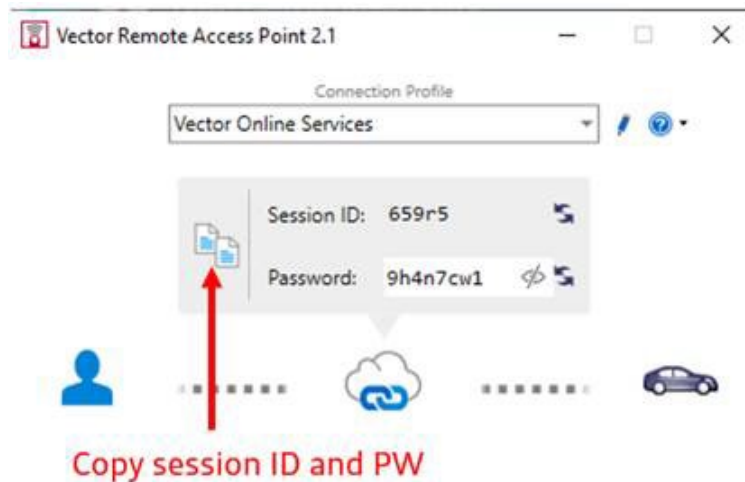 Vector Remote Access Point 2.1
Connection Profile
Vector Online Services
Session ID: 659r5
Password: 9h4n7cw1
Copy session ID and PW